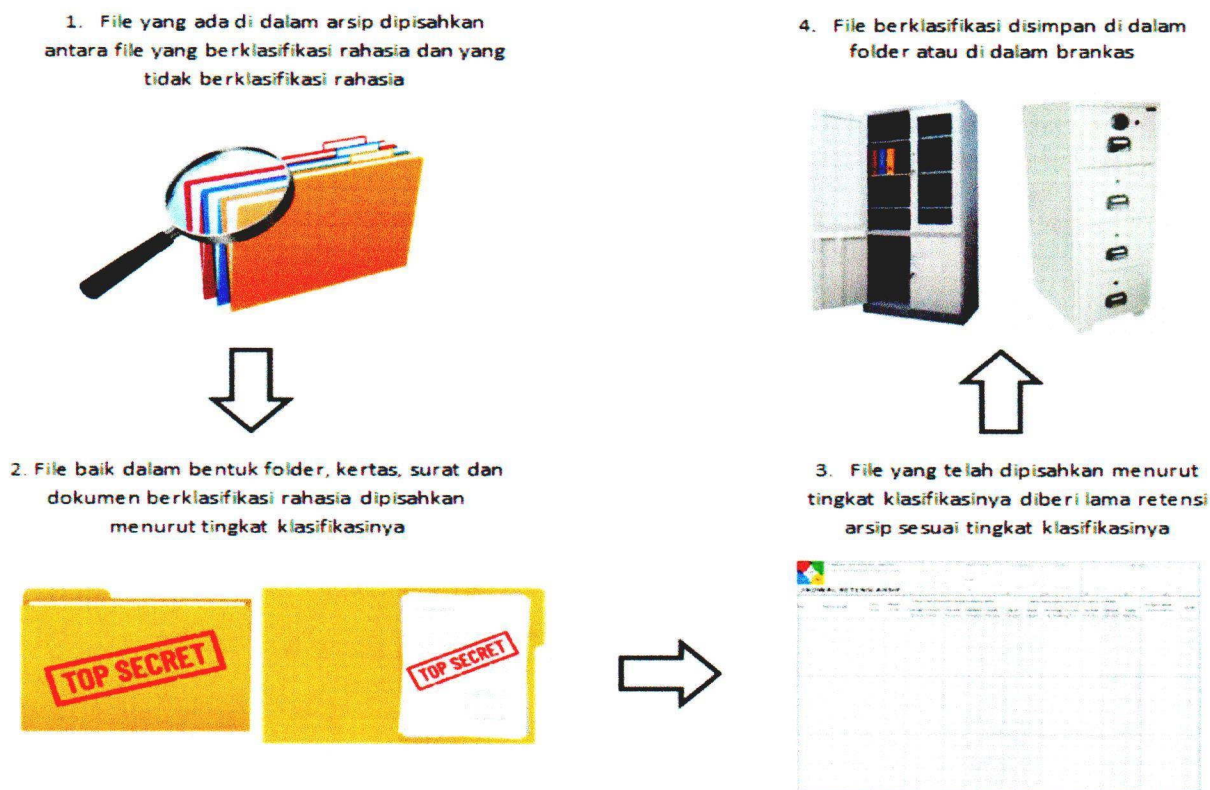 1. File yang ada di dalam arsip dipisahkan
antara file yang berklasifikasi rahasia dan yang
tidak berklasifikasi rahasia
2. File baik dalam bentuk folder, kertas, surat dan
dokumen berklasifikasi rahasia dipisahkan
menurut tingkat klasifikasinya
TOP SECRET
TOP SECRET
3. File yang telah dipisahkan menurut
tingkat klasifikasinya diberi lama retensi
arsip sesuai tingkat klasifikasinya
JADWAL RETENSI ARSIP
4. File berklasifikasi disimpan di dalam
folder atau di dalam brankas